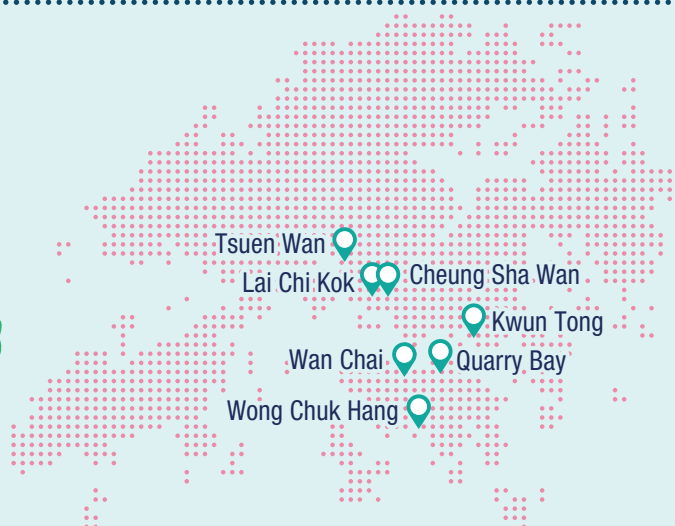 Tsuen Wan
Lai Chi Kok
Cheung Sha Wan
Kwun Tong
Wan Chai
Quarry Bay
Wong Chuk Hang